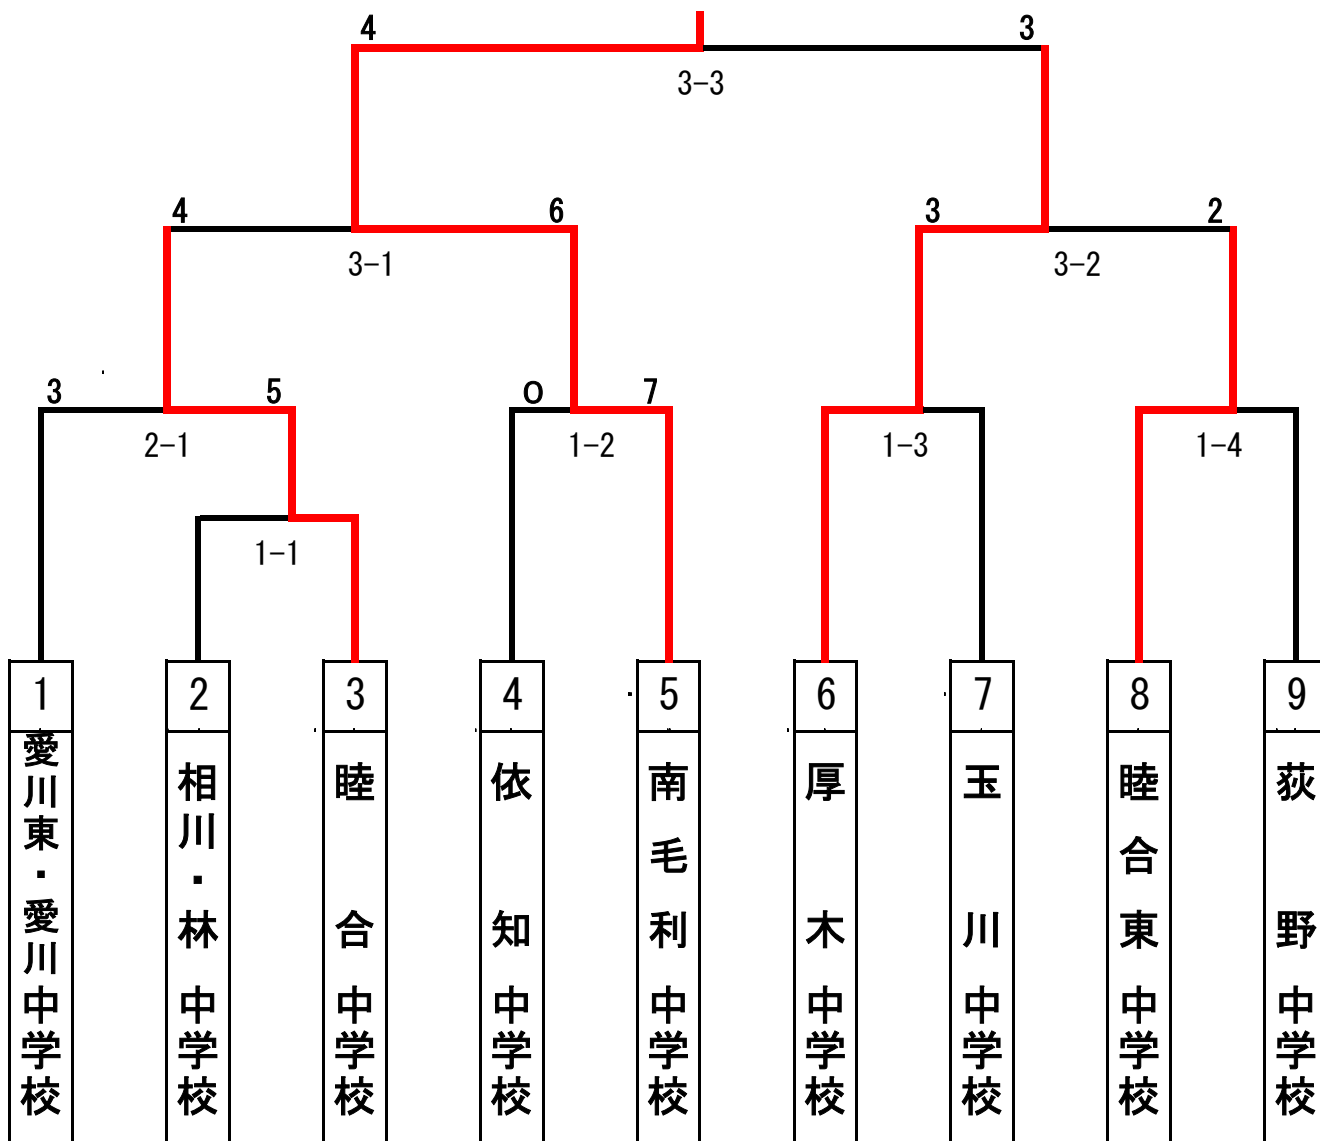 4 3
3-3
4 6 3 2
3-1 3-2
3 5 0 7
2-1 1-2 1-3 1-4
1-1
1 2 3 4 5 6 7 8 9
愛川東・愛川中学校
相川・林中学校
睦合中学校
依知中学校
南毛利中学校
厚木中学校
玉川中学校
睦合東中学校
荻野中学校